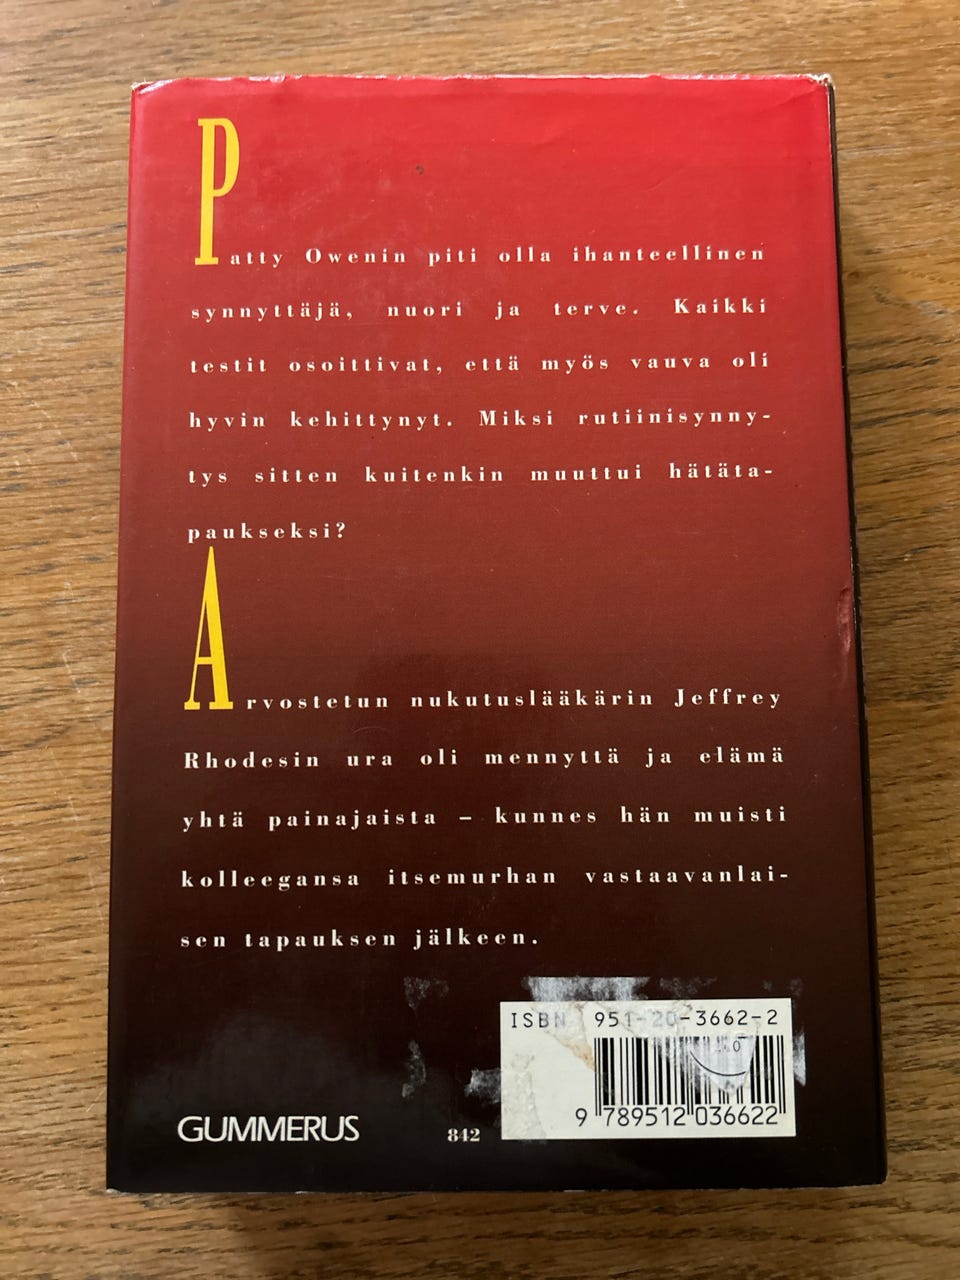 Patty Owenin piti olla ihanteellinen
synnyttäjä, nuori ja terve. Kaikki
testit osoittivat, että myös vauva oli
hyvin kehittynyt. Miksi rutiinisynny-
tys sitten kuitenkin muuttui hätäta-
paukseksi?
Arvostetun nukutuslääkärin Jeffrey
Rhodesin ura oli mennyttä ja elämä
yhtä painajaista – kunnes hän muisti
kolleegansa itsemurhan vastaavanlai-
sen tapauksen jälkeen.
ISBN 951-20-3662-2
9 789512 036622
GUMMERUS
842